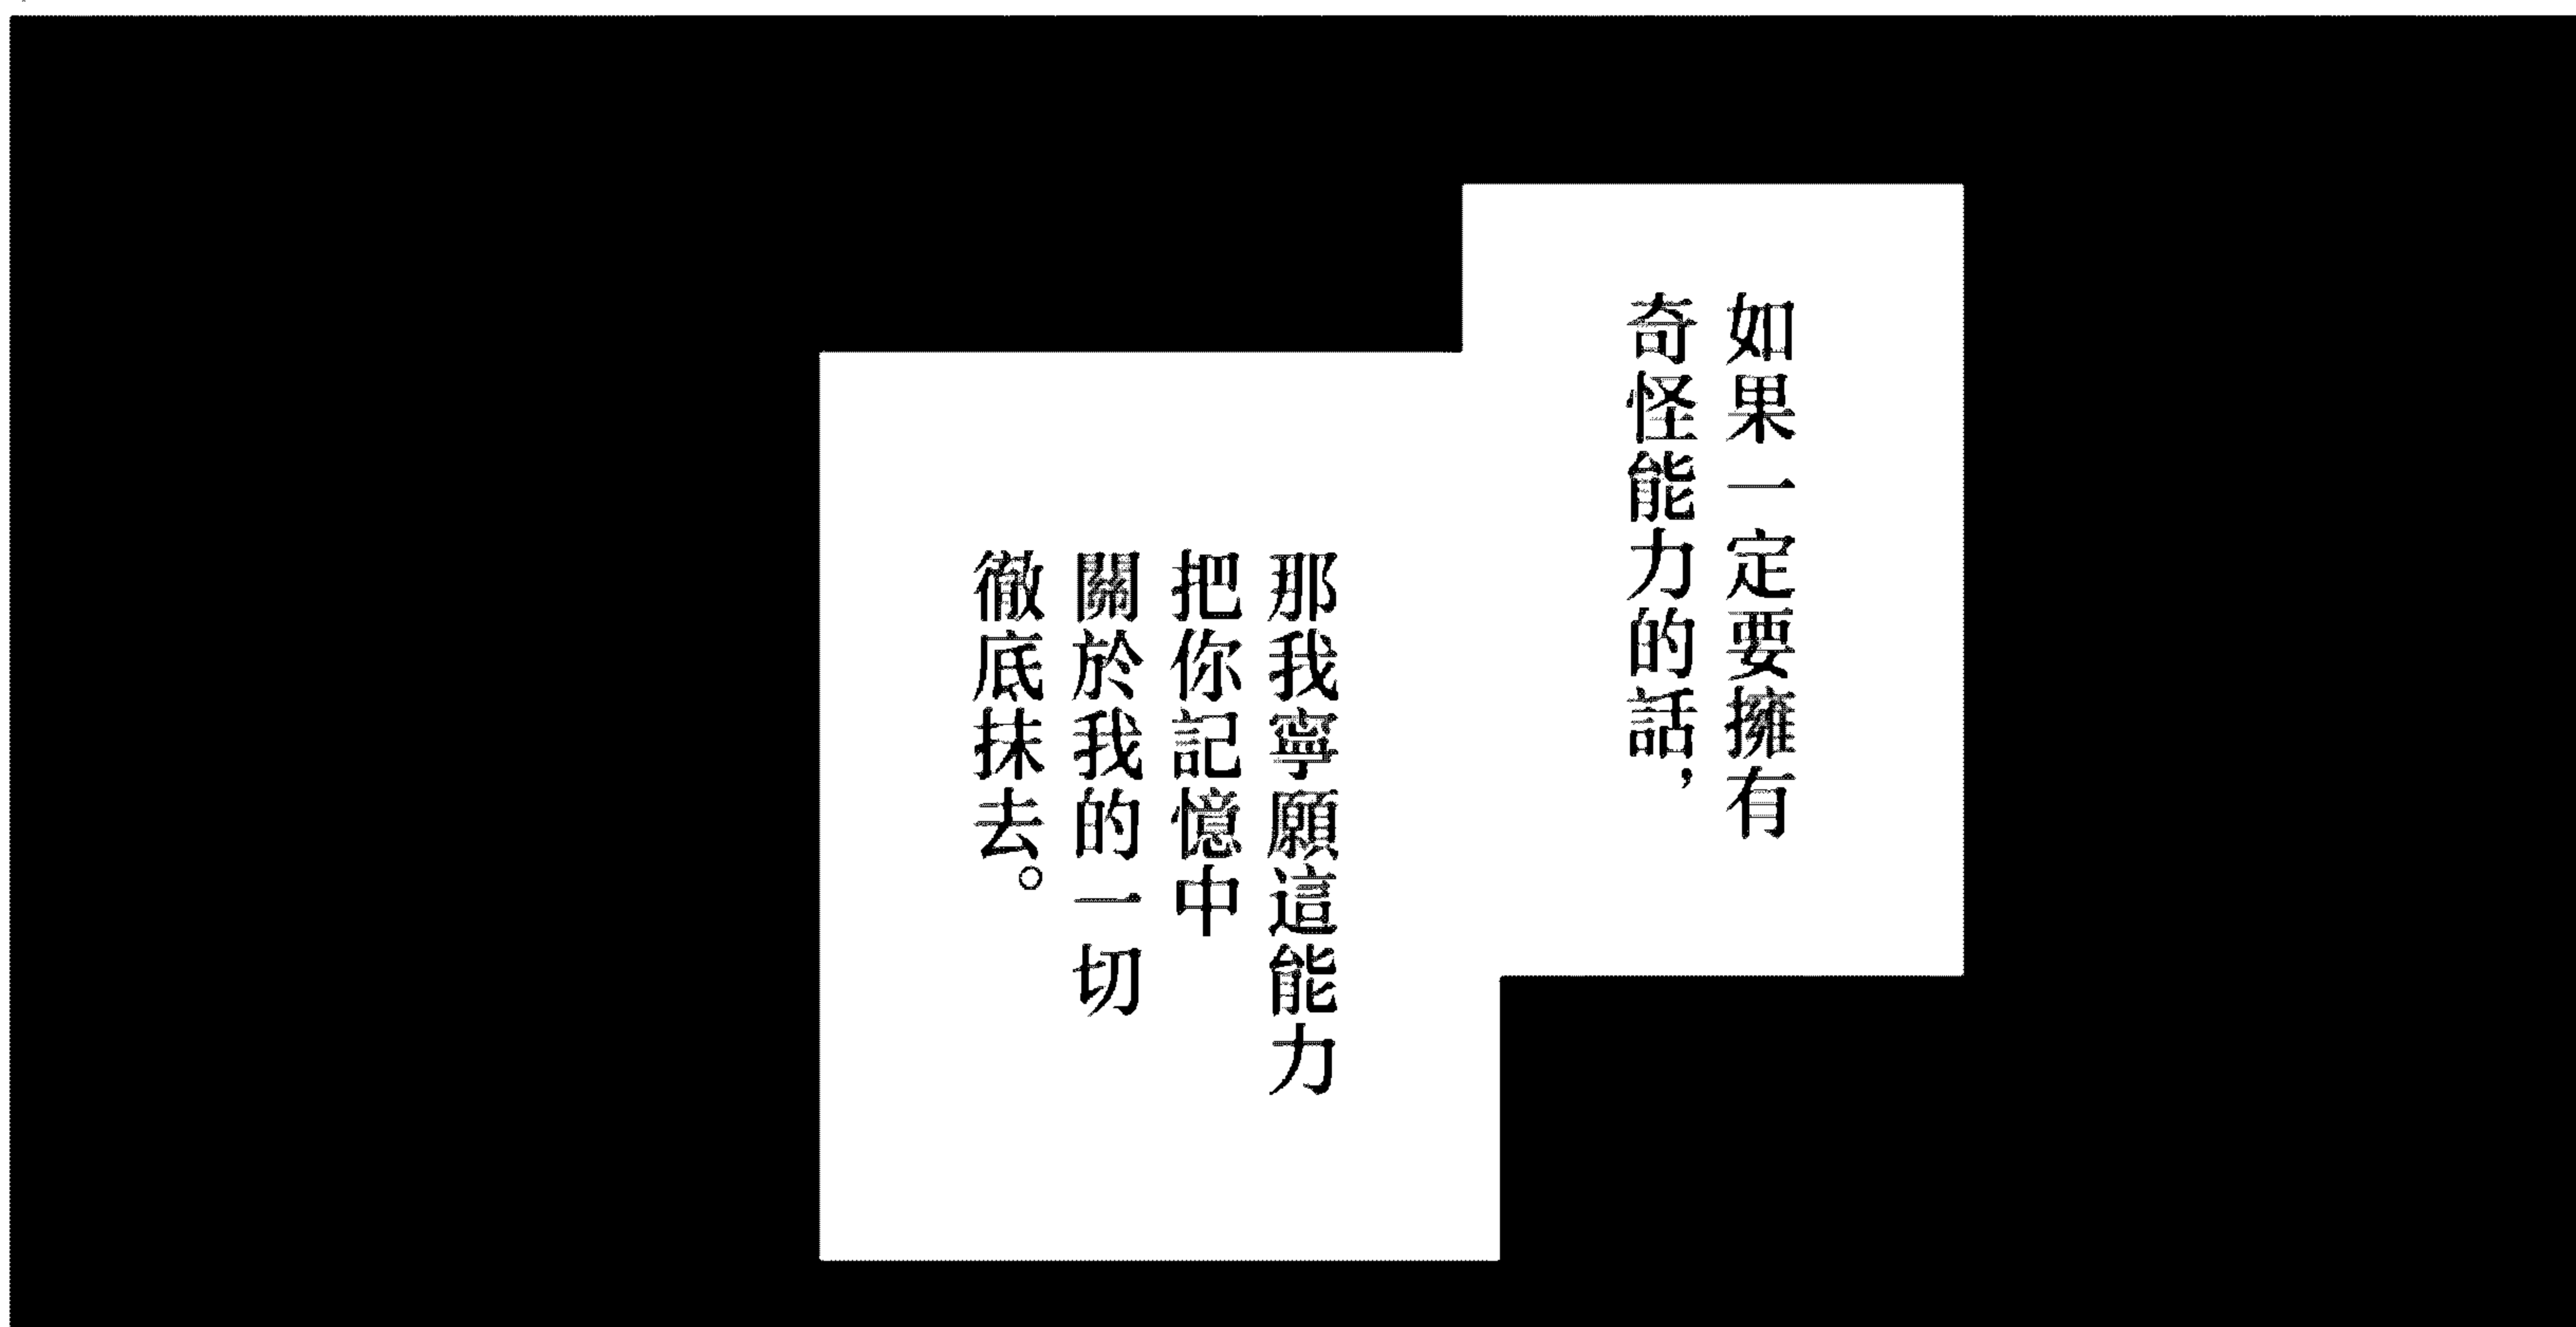 如果一定要擁有
奇怪能力的話，
那我寧願這能力
把你記憶中
關於我的一切
徹底抹去。